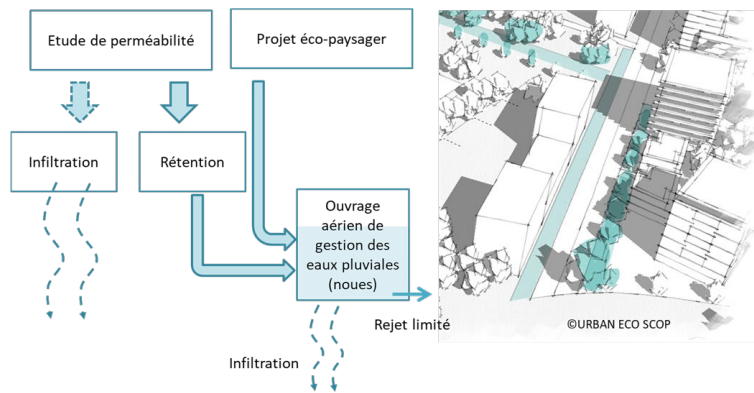 Etude de perméabilité
Projet éco-paysager
Infiltration
Rétention
Ouvrage
aérien de
gestion des
eaux pluviales
(noues)
Rejet limité
Infiltration
©URBAN ECO SCOP